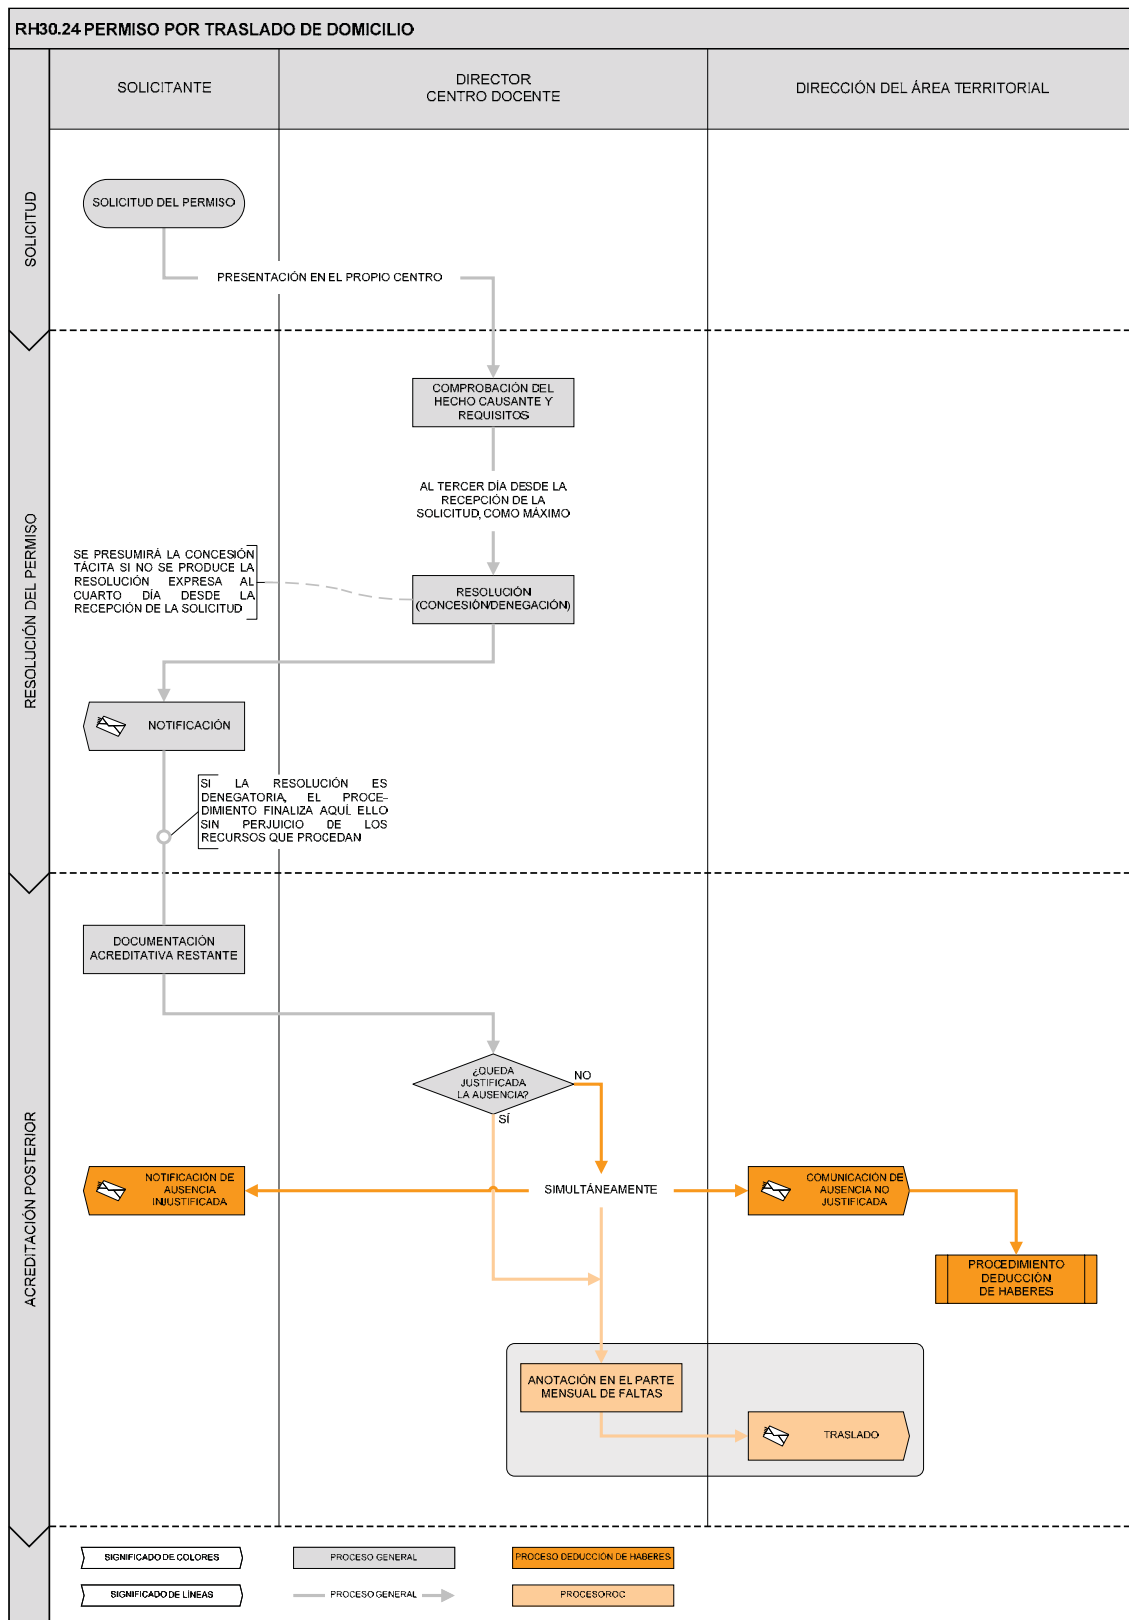 RH30.24 PERMISO POR TRASLADO DE DOMICILIO
SOLICITANTE
DIRECTOR
CENTRO DOCENTE
DIRECCIÓN DEL ÁREA TERRITORIAL
SOLICITUD
SOLICITUD DEL PERMISO
PRESENTACIÓN EN EL PROPIO CENTRO
RESOLUCIÓN DEL PERMISO
COMPROBACIÓN DEL
HECHO CAUSANTE Y
REQUISITOS
AL TERCER DÍA DESDE LA
RECEPCIÓN DE LA
SOLICITUD, COMO MÁXIMO
SE PRESUMIRÁ LA CONCESIÓN
TÁCITA SI NO SE PRODUCE LA
RESOLUCIÓN EXPRESA AL
CUARTO DÍA DESDE LA
RECEPCIÓN DE LA SOLICITUD
RESOLUCIÓN
(CONCESIÓN/DENEGACIÓN)
NOTIFICACIÓN
SI LA RESOLUCIÓN ES
DENEGATORIA, EL PROCE-
DIMIENTO FINALIZA AQUÍ. ELLO
SIN PERJUICIO DE LOS
RECURSOS QUE PROCEDAN
ACREDITACIÓN POSTERIOR
DOCUMENTACIÓN
ACREDITATIVA RESTANTE
¿QUEDA
JUSTIFICADA
LA AUSENCIA?
NO
SÍ
NOTIFICACIÓN DE
AUSENCIA
INJUSTIFICADA
SIMULTÁNEAMENTE
COMUNICACIÓN DE
AUSENCIA NO
JUSTIFICADA
PROCEDIMIENTO
DEDUCCIÓN
DE HABERES
ANOTACIÓN EN EL PARTE
MENSUAL DE FALTAS
TRASLADO
SIGNIFICADO DE COLORES
PROCESO GENERAL
PROCESO DEDUCCIÓN DE HABERES
SIGNIFICADO DE LÍNEAS
PROCESO GENERAL
PROCESO ROC